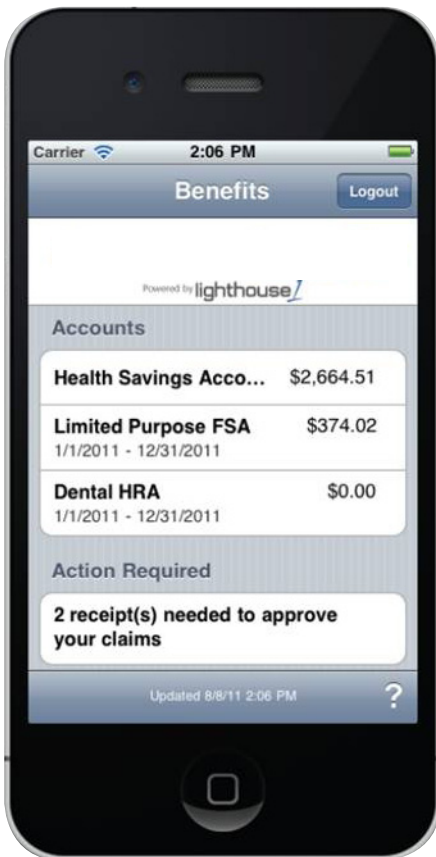 Carrier 2:06 PM
Benefits Logout
Powered by lighthouse1
Accounts
Health Savings Acco... $2,664.51
Limited Purpose FSA $374.02
1/1/2011 - 12/31/2011
Dental HRA $0.00
1/1/2011 - 12/31/2011
Action Required
2 receipt(s) needed to approve
your claims
Updated 8/8/11 2:06 PM ?